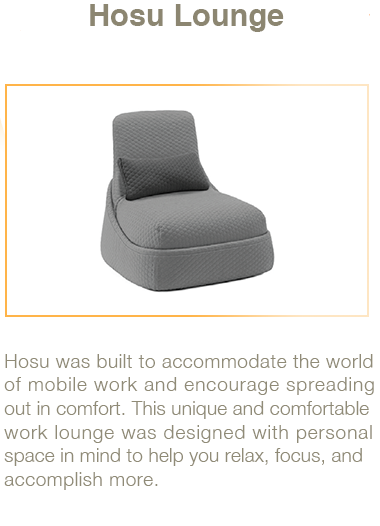 Hosu Lounge
Hosu was built to accommodate the world
of mobile work and encourage spreading
out in comfort. This unique and comfortable
work lounge was designed with personal
space in mind to help you relax, focus, and
accomplish more.